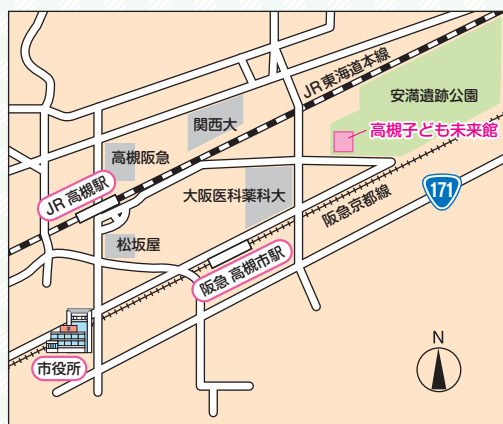 JR東海道本線
安満遺跡公園
関西大
高槻子ども未来館
高槻阪急
JR 高槻駅
大阪医科薬科大
171
阪急京都線
松坂屋
阪急 高槻市駅
市役所
N